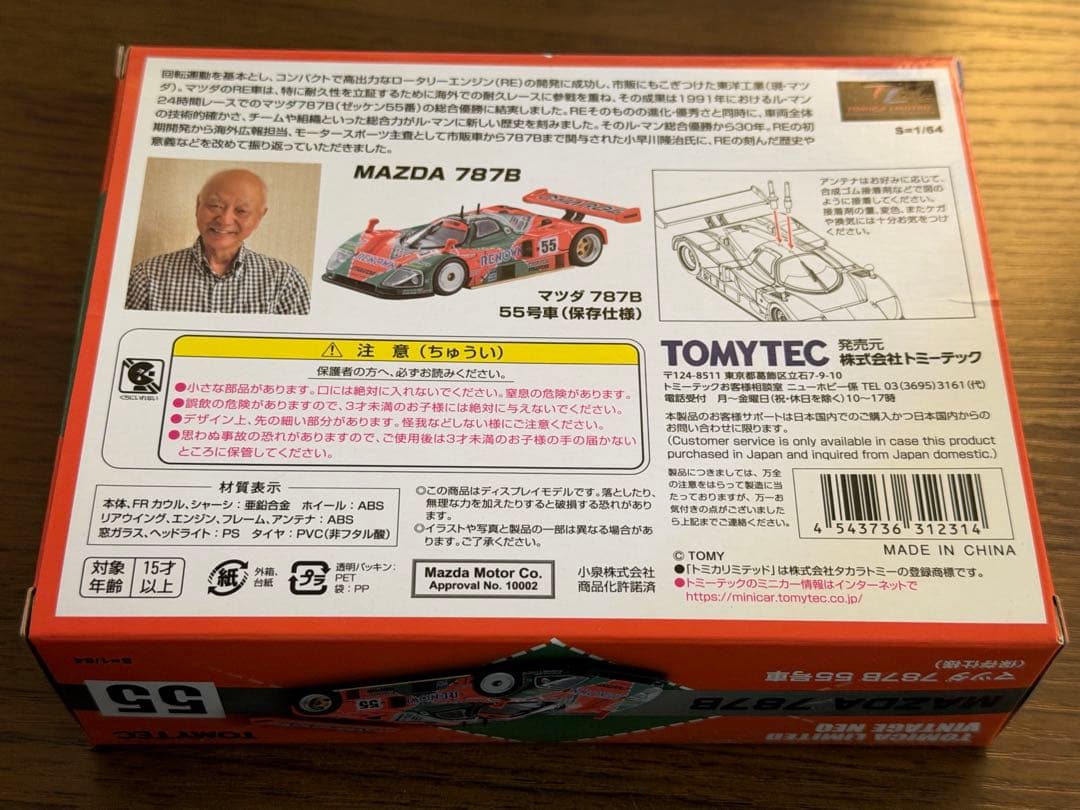 回転運動を基本とし、コンパクトで高出力なロータリーエンジン(RE)の開発に成功し、市販にもこぎつけた東洋工業(現・マツ
ダ)。マツダのRE車は、特に耐久性を立証するために海外での耐久レースに参戦を重ね、その成果は1991年におけるル・マン
24時間レースでのマツダ787B(ゼッケン55番)の総合優勝に結実しました。REそのものの進化・優秀さと同時に、車両全体
の技術的確かさ、チームや組織といった総合力がル・マンに新しい歴史を刻みました。そのル・マン総合優勝から30年。REの初
期開発から海外広報担当、モータースポーツ主査として市販車から787Bまで関与された小早川隆治氏に、REの刻んだ歴史や
意義などを改めて振り返っていただきました。
TOMICA LIMITED
S=1/64
MAZDA 787B
RENOWN
55
マツダ 787B
55号車(保存仕様)
アンテナはお好みに応じて、
合成ゴム接着剤などで図の
ように接着してください。
接着剤の量、変色、またケガ
や換気には十分お気をつけ
ください。
くちにいれない
⚠ 注 意(ちゅうい)
保護者の方へ、必ずお読みください。
●小さな部品があります。口には絶対に入れないでください。窒息の危険があります。
●誤飲の危険がありますので、3才未満のお子様には絶対に与えないでください。
●デザイン上、先の細い部分があります。怪我などしない様にご注意ください。
●思わぬ事故の恐れがありますので、ご使用後は3才未満のお子様の手の届かない
ところに保管してください。
TOMYTEC 発売元 株式会社トミーテック
〒124-8511 東京都葛飾区立石7-9-10
トミーテックお客様相談室 ニューホビー係 TEL 03(3695)3161(代)
電話受付 月〜金曜日(祝・休日を除く)10〜17時
本製品のお客様サポートは日本国内でのご購入かつ日本国内からの
お問い合わせに限ります。
(Customer service is only available in case this product
purchased in Japan and inquired from Japan domestic.)
製品につきましては、万全
の注意をはらって製造に当
たっておりますが、万一お
気付きの点がございました
ら上記までご連絡ください。
4 543736 312314
MADE IN CHINA
材質表示
本体、FRカウル、シャーシ：亜鉛合金 ホイール：ABS
リアウイング、エンジン、フレーム、アンテナ：ABS
窓ガラス、ヘッドライト：PS タイヤ：PVC(非フタル酸)
◎この商品はディスプレイモデルです。落としたり、
無理な力を加えたりすると破損する恐れがあり
ます。
◎イラストや写真と製品の一部は異なる場合があ
ります。ご了承ください。
対象年齢 15才以上
紙 外箱、台紙
プラ 透明パッキン：PET 袋：PP
Mazda Motor Co.
Approval No. 10002
小泉株式会社
商品化許諾済
© TOMY
●「トミカリミテッド」は株式会社タカラトミーの登録商標です。
●トミーテックのミニカー情報はインターネットで
https://minicar.tomytec.co.jp/
S=1/64
55
TOMYTEC
マツダ 787B 55号車
(保存仕様)
MAZDA 787B
TOMICA LIMITED
VINTAGE NEO